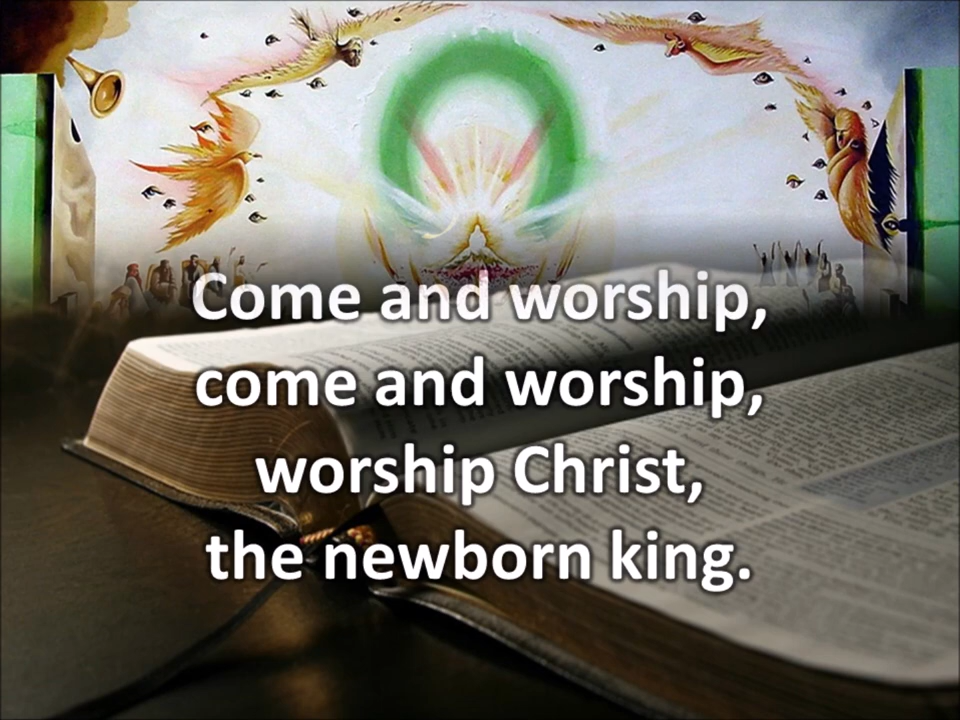 Come and worship,
come and worship,
worship Christ,
the newborn king.